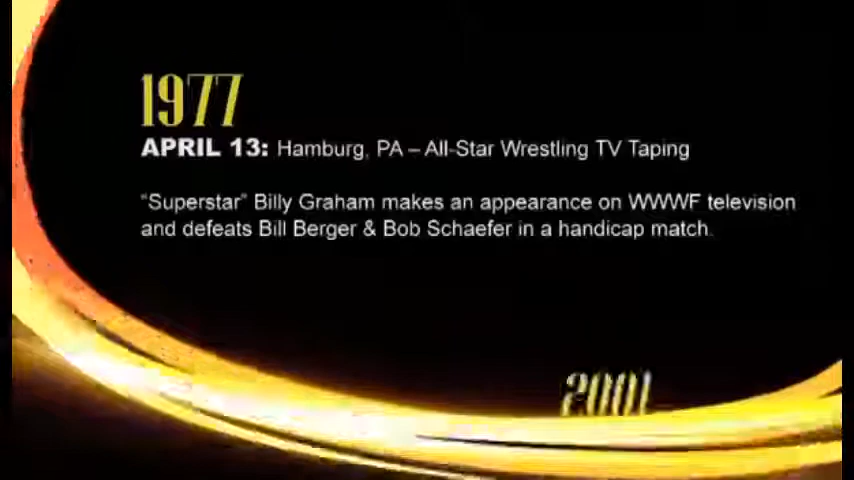 1977
APRIL 13: Hamburg, PA – All-Star Wrestling TV Taping
“Superstar” Billy Graham makes an appearance on WWWF television
and defeats Bill Berger & Bob Schaefer in a handicap match.
2001